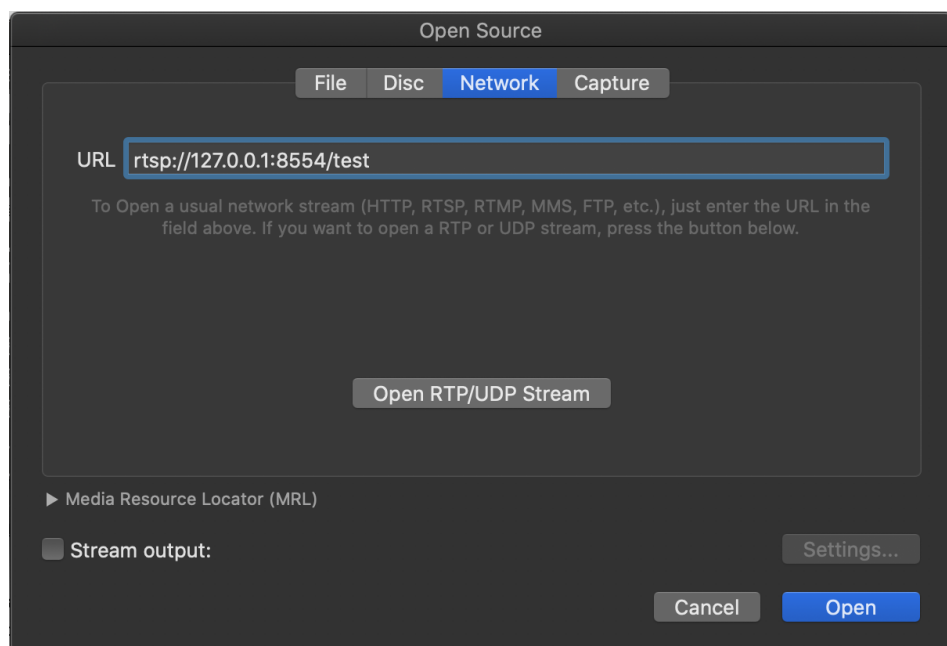 Open Source
File Disc Network Capture
URL rtsp://127.0.0.1:8554/test
To Open a usual network stream (HTTP, RTSP, RTMP, MMS, FTP, etc.), just enter the URL in the
field above. If you want to open a RTP or UDP stream, press the button below.
Open RTP/UDP Stream
Media Resource Locator (MRL)
Stream output:
Settings...
Cancel Open